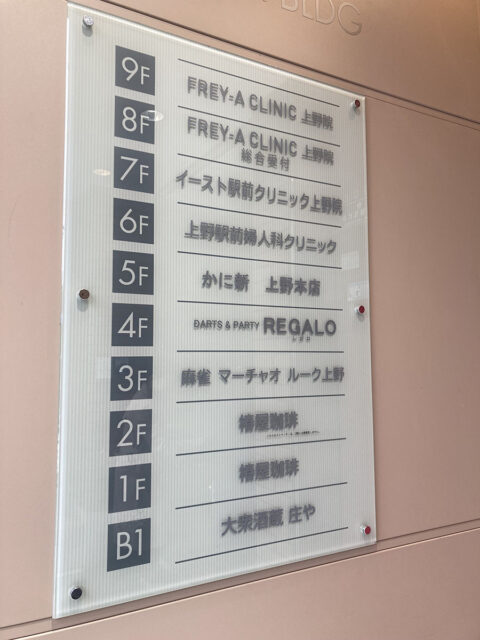 BLDG
9F FREY-A CLINIC 上野院
8F FREY-A CLINIC 上野院
総合受付
7F イースト駅前クリニック上野院
6F 上野駅前婦人科クリニック
5F かに新 上野本店
4F DARTS & PARTY REGALO
3F 麻雀 マーチャオ ルーク上野
2F 椿屋珈琲
1F 椿屋珈琲
B1 大衆酒蔵 庄や